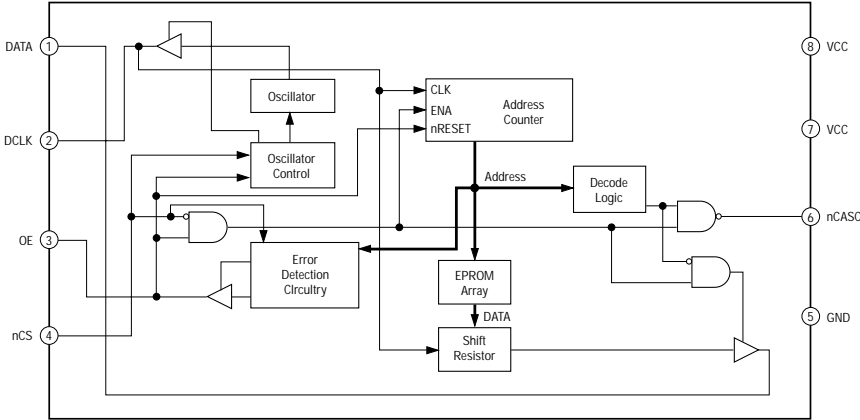 DATA 1
DCLK 2
OE 3
nCS 4
Oscillator
Oscillator
Control
Error
Detection
CIrcuitry
CLK
ENA
nRESET
Address
Counter
Address
Decode
Logic
EPROM
Array
DATA
Shift
Resistor
8 VCC
7 VCC
6 nCASC
5 GND